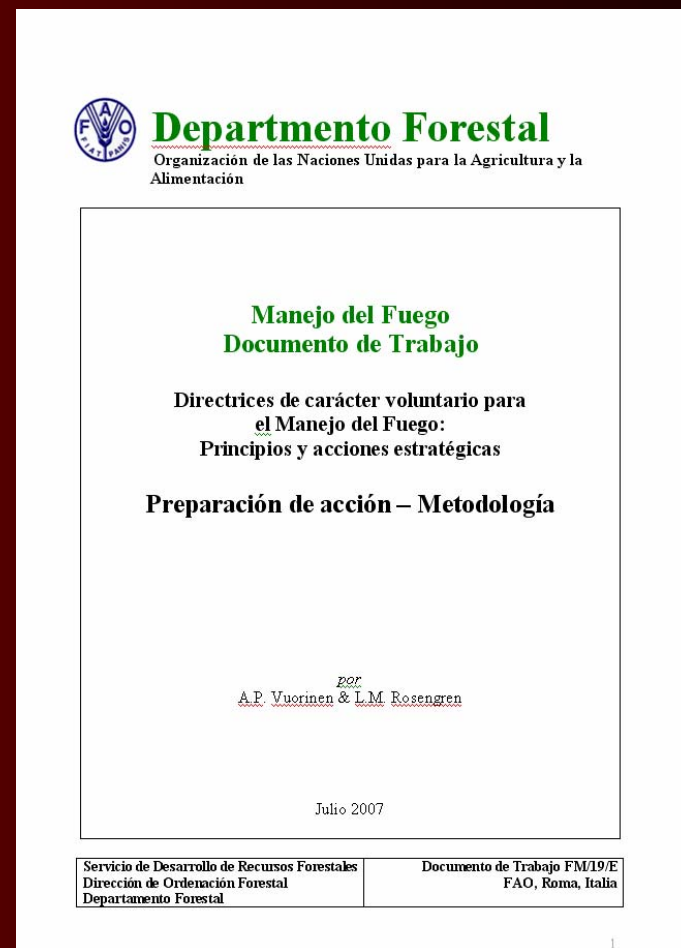 F A O
FIAT PANIS
Departmento Forestal
Organización de las Naciones Unidas para la Agricultura y la
Alimentación
Manejo del Fuego
Documento de Trabajo
Directrices de carácter voluntario para
el Manejo del Fuego:
Principios y acciones estratégicas
Preparación de acción – Metodología
por
A.P. Vuorinen & L.M. Rosengren
Julio 2007
Servicio de Desarrollo de Recursos Forestales
Dirección de Ordenación Forestal
Departamento Forestal
Documento de Trabajo FM/19/E
FAO, Roma, Italia
1